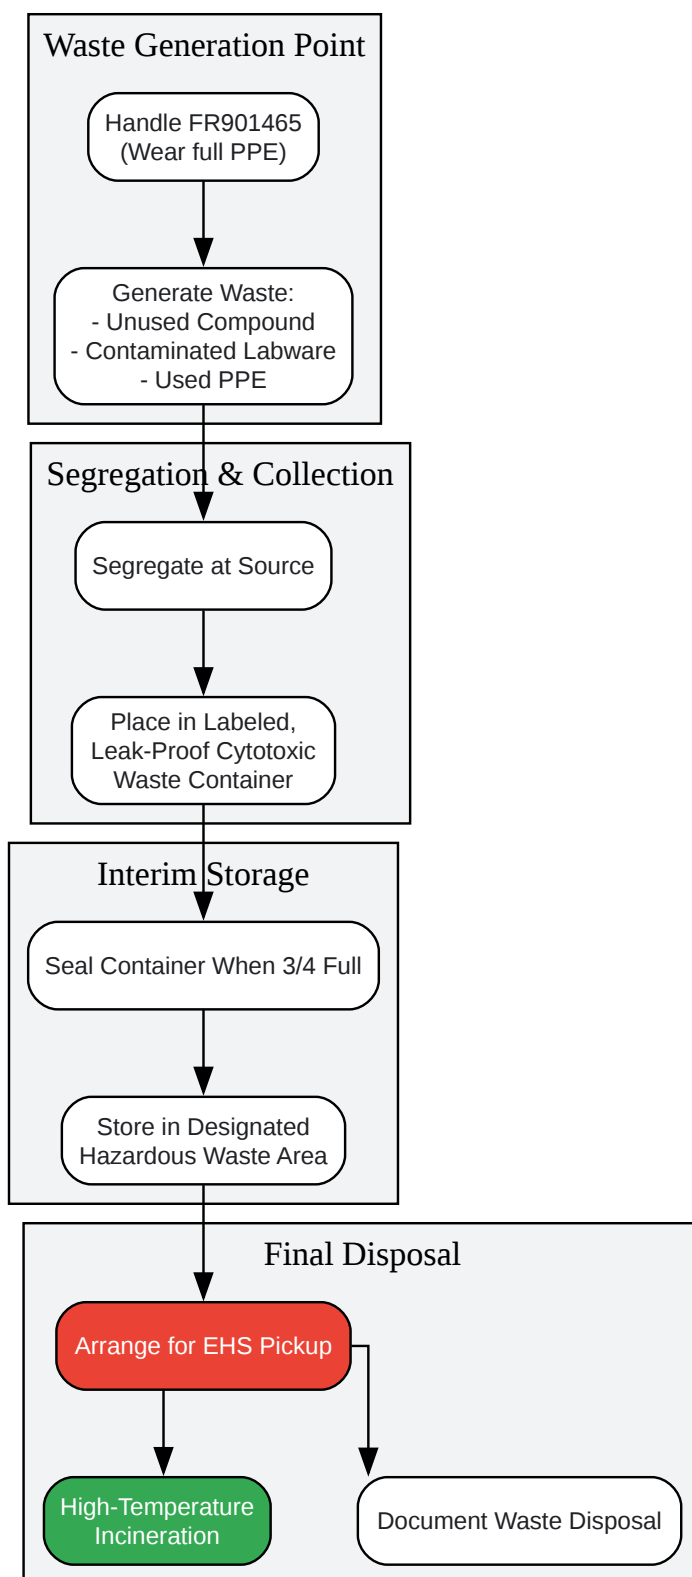 Waste Generation Point
Handle FR901465
(Wear full PPE)
Generate Waste:
- Unused Compound
- Contaminated Labware
- Used PPE
Segregation & Collection
Segregate at Source
Place in Labeled,
Leak-Proof Cytotoxic
Waste Container
Interim Storage
Seal Container When 3/4 Full
Store in Designated
Hazardous Waste Area
Final Disposal
Arrange for EHS Pickup
High-Temperature
Incineration
Document Waste Disposal